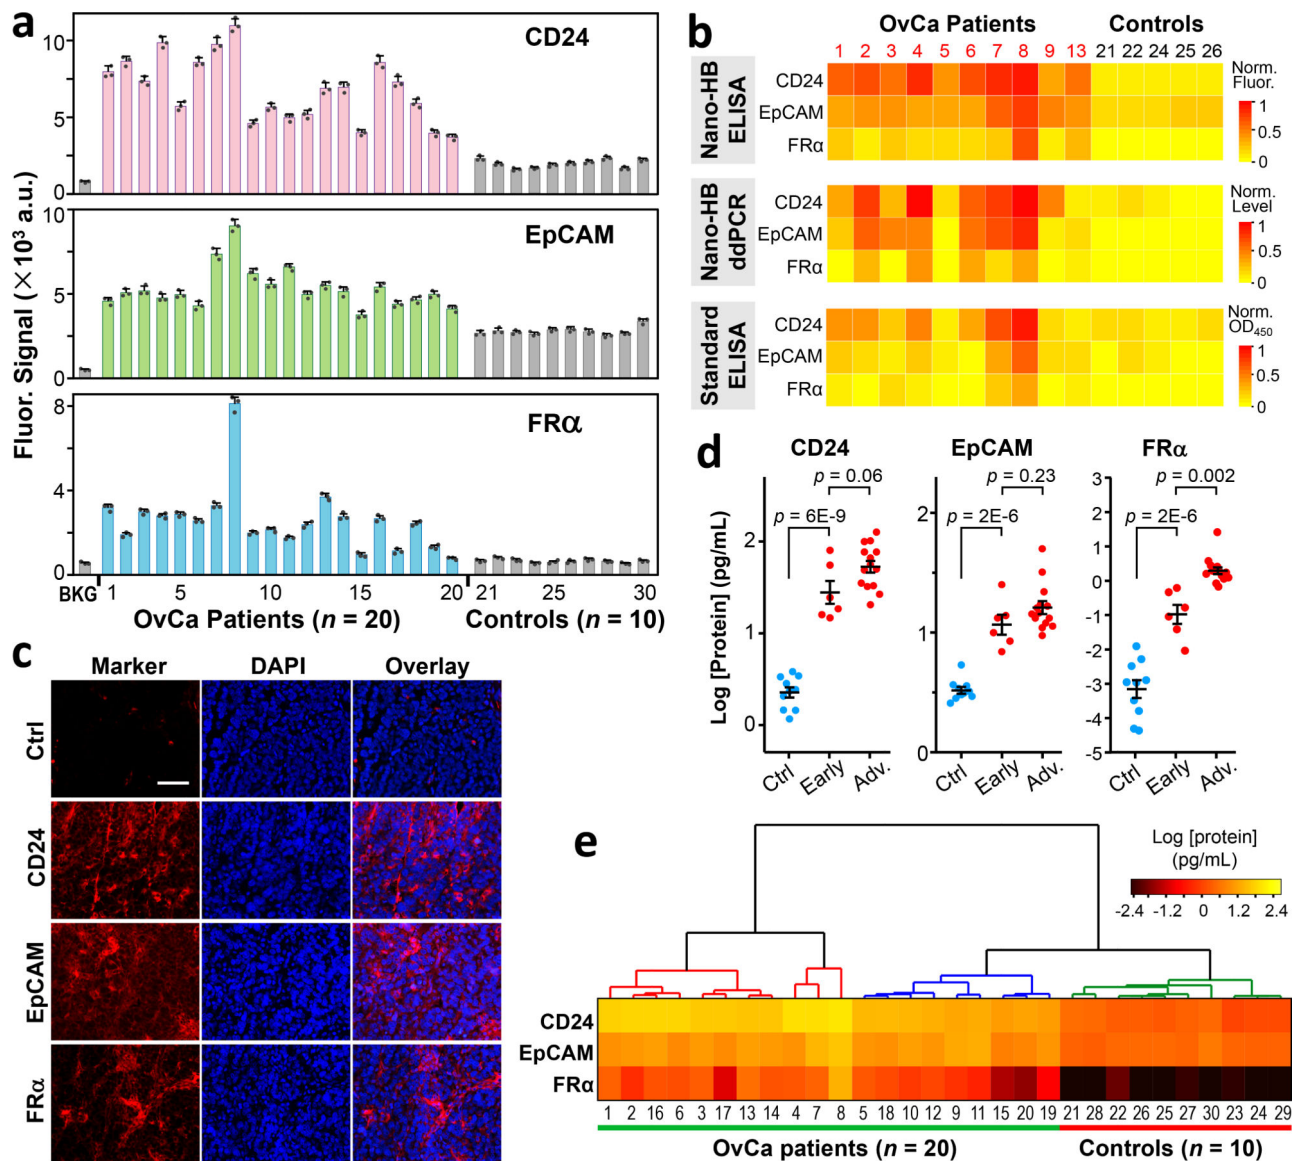 a
Fluor. Signal (×10³ a.u.)
CD24
10
5
0
EpCAM
10
5
0
FRα
8
4
0
BKG 1 5 10 15 20 21 25 30
OvCa Patients (n = 20) Controls (n = 10)
b
OvCa Patients Controls
1 2 3 4 5 6 7 8 9 13 21 22 24 25 26
Nano-HB
ELISA
CD24
EpCAM
FRα
Norm.
Fluor.
1
0.5
0
Nano-HB
ddPCR
CD24
EpCAM
FRα
Norm.
Level
1
0.5
0
Standard
ELISA
CD24
EpCAM
FRα
Norm.
OD₄₅₀
1
0.5
0
c
Marker DAPI Overlay
Ctrl
CD24
EpCAM
FRα
d
Log [Protein] (pg/mL)
CD24
p = 0.06
p = 6E-9
2
1
0
Ctrl Early Adv.
EpCAM
p = 0.23
p = 2E-6
2
1
0
Ctrl Early Adv.
FRα
p = 0.002
p = 2E-6
3
2
1
0
-1
-2
-3
-4
-5
Ctrl Early Adv.
e
Log [protein]
(pg/mL)
-2.4 -1.2 0 1.2 2.4
CD24
EpCAM
FRα
1 2 16 6 3 17 13 14 4 7 8 5 18 10 12 9 11 15 20 19 21 28 22 26 25 27 30 23 24 29
OvCa patients (n = 20) Controls (n = 10)